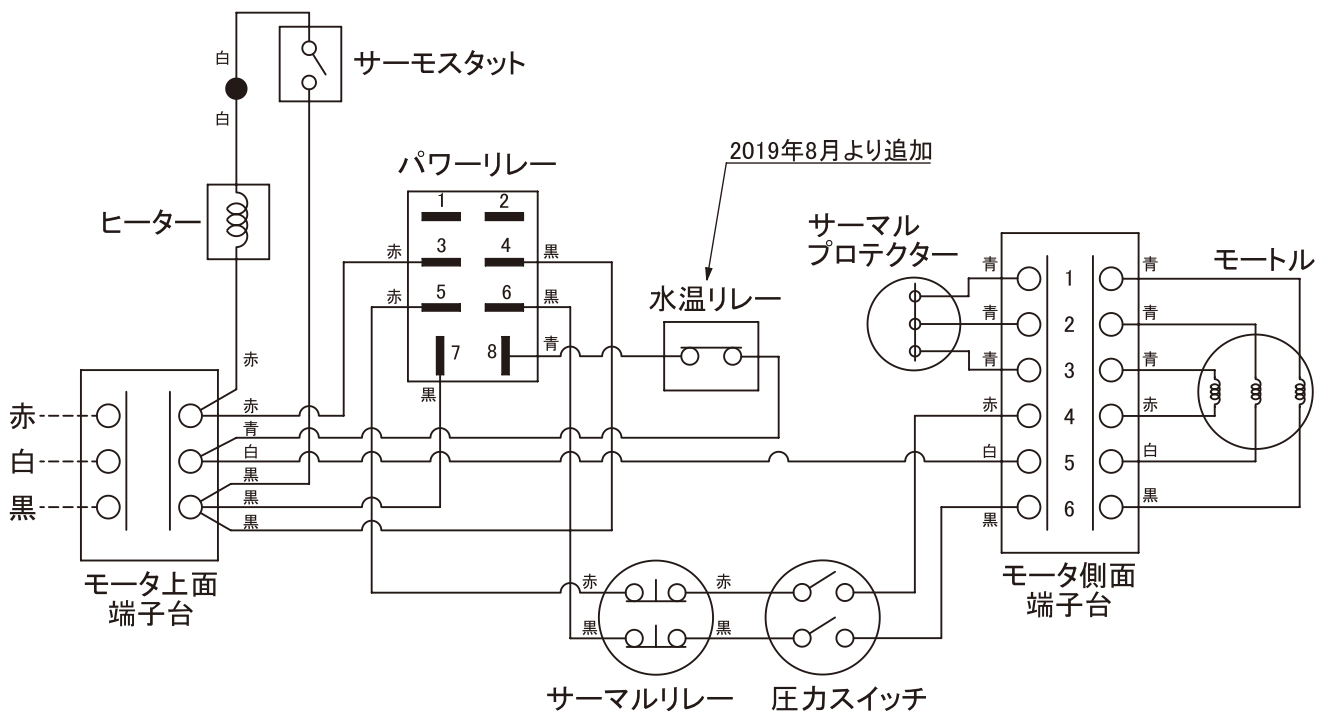 白
サーモスタット
白
2019年8月より追加
パワーリレー
1
2
ヒーター
赤
3
4
黒
赤
5
6
黒
7
8
青
黒
水温リレー
サーマル
プロテクター
モートル
青
1
青
青
2
青
青
3
青
赤
4
赤
白
5
白
黒
6
黒
赤
赤
赤
青
白
白
黒
黒
黒
黒
モータ上面
端子台
モータ側面
端子台
赤
赤
黒
黒
サーマルリレー
圧力スイッチ